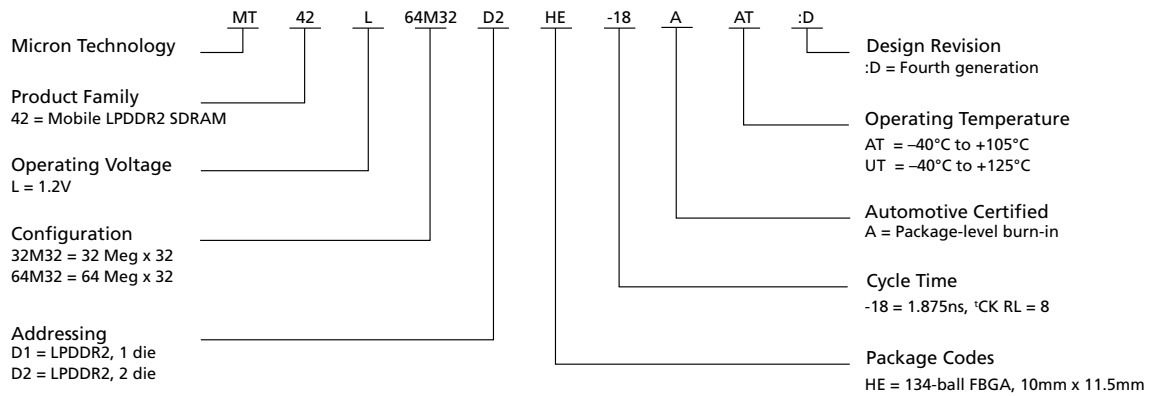 MT 42 L 64M32 D2 HE -18 A AT :D
Micron Technology
Product Family
42 = Mobile LPDDR2 SDRAM
Operating Voltage
L = 1.2V
Configuration
32M32 = 32 Meg x 32
64M32 = 64 Meg x 32
Addressing
D1 = LPDDR2, 1 die
D2 = LPDDR2, 2 die
Design Revision
:D = Fourth generation
Operating Temperature
AT = –40°C to +105°C
UT = –40°C to +125°C
Automotive Certified
A = Package-level burn-in
Cycle Time
-18 = 1.875ns, ᵗCK RL = 8
Package Codes
HE = 134-ball FBGA, 10mm x 11.5mm